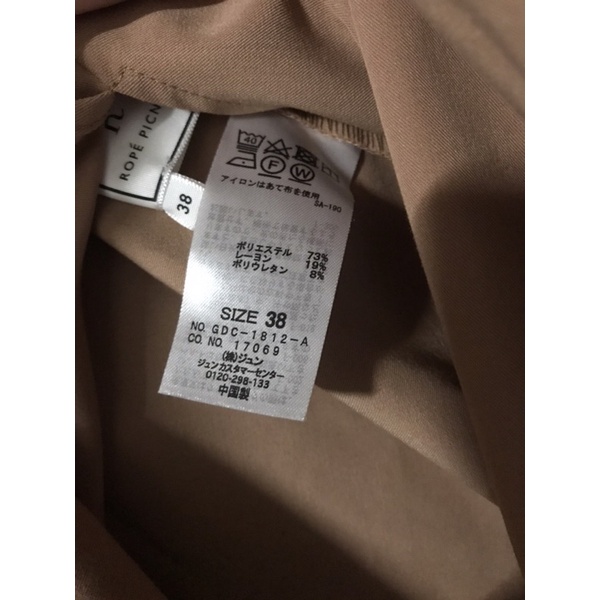 ROPÉ PICN
38
40
F W
アイロンはあて布を使用
SA-190
ポリエステル 73%
レーヨン 19%
ポリウレタン 8%
SIZE 38
NO. GDC-1812-A
CO. NO. 17069
(株)ジュン
ジュンカスタマーセンター
0120-298-133
中国製